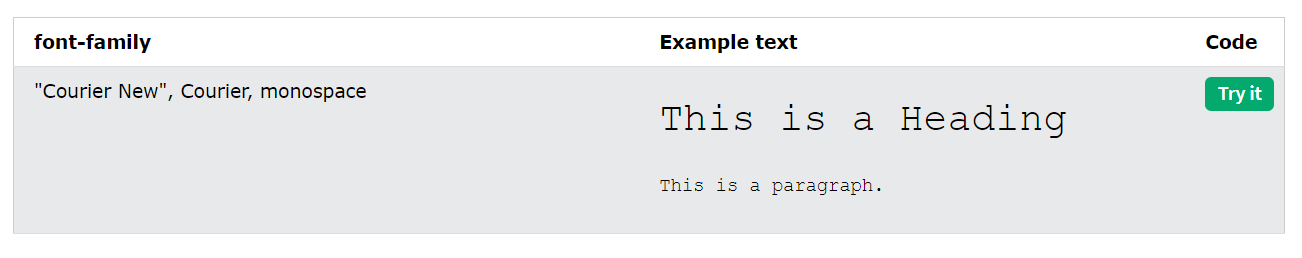 font-family Example text Code
"Courier New", Courier, monospace Try it
This is a Heading
This is a paragraph.